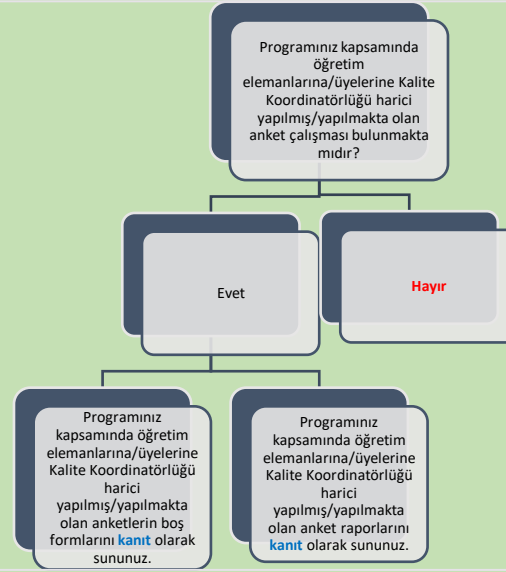 Programınız kapsamında
öğretim
elemanlarına/üyelerine Kalite
Koordinatörlüğü harici
yapılmış/yapılmakta olan
anket çalışması bulunmakta
mıdır?
Evet
Hayır
Programınız
kapsamında öğretim
elemanlarına/üyelerine
Kalite Koordinatörlüğü
harici
yapılmış/yapılmakta
olan anketlerin boş
formlarını kanıt olarak
sununuz.
Programınız
kapsamında öğretim
elemanlarına/üyelerine
Kalite Koordinatörlüğü
harici
yapılmış/yapılmakta
olan anket raporlarını
kanıt olarak sununuz.